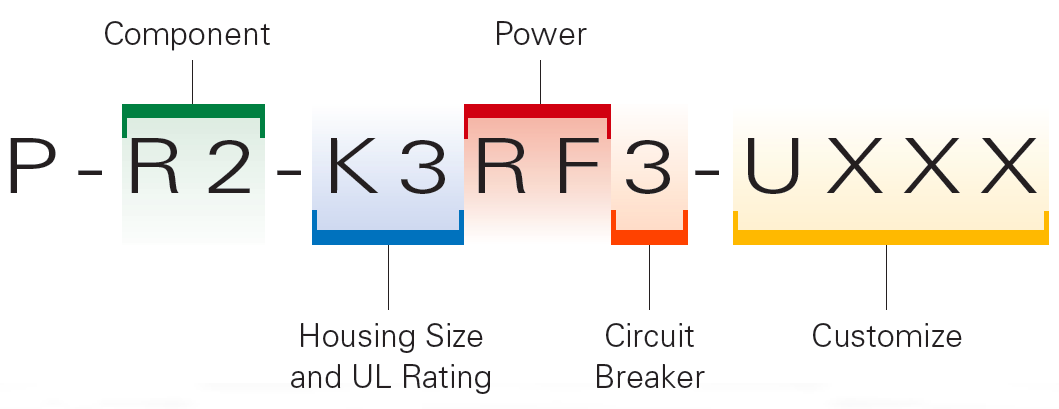 Component
Power
P - R 2 - K 3 R F 3 - U X X X
Housing Size
and UL Rating
Circuit
Breaker
Customize